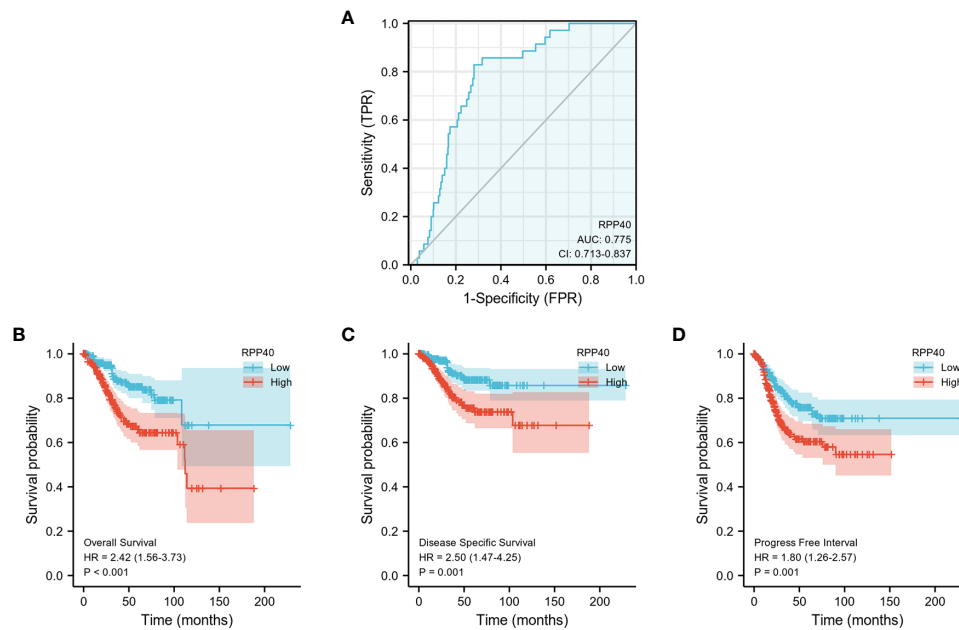 A
1.0
0.8
0.6
0.4
0.2
0.0
Sensitivity (TPR)
RPP40
AUC: 0.775
CI: 0.713-0.837
0.0 0.2 0.4 0.6 0.8 1.0
1-Specificity (FPR)
B
1.0
0.8
0.6
0.4
0.2
0.0
Survival probability
RPP40
Low
High
Overall Survival
HR = 2.42 (1.56-3.73)
P < 0.001
0 50 100 150 200
Time (months)
C
1.0
0.8
0.6
0.4
0.2
0.0
Survival probability
RPP40
Low
High
Disease Specific Survival
HR = 2.50 (1.47-4.25)
P = 0.001
0 50 100 150 200
Time (months)
D
1.0
0.8
0.6
0.4
0.2
0.0
Survival probability
RPP40
Low
High
Progress Free Interval
HR = 1.80 (1.26-2.57)
P = 0.001
0 50 100 150 200
Time (months)